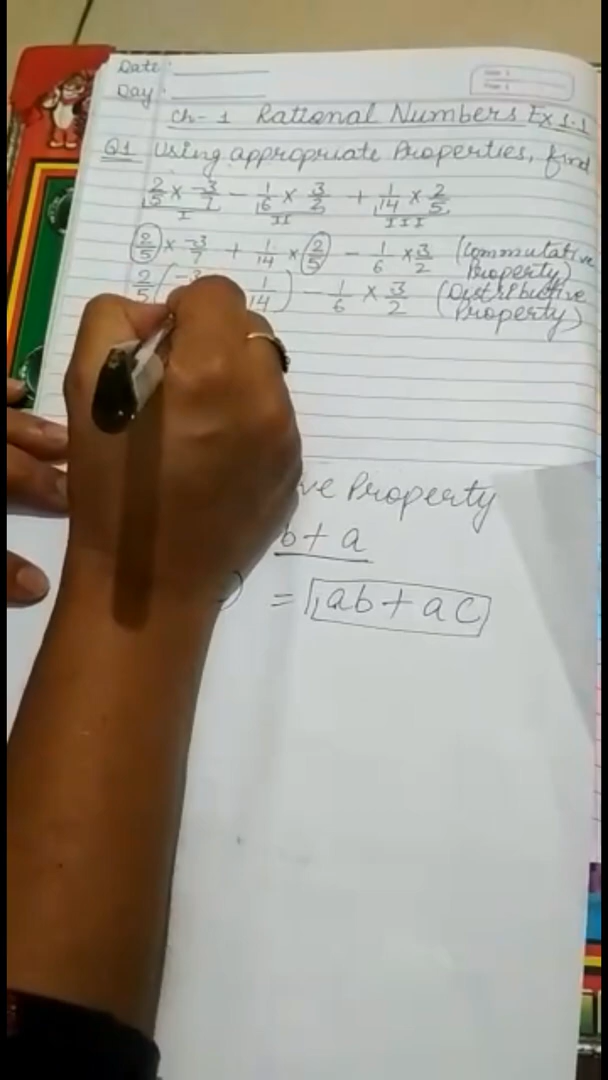 Date:
Day:
Ch-1 Rational Numbers Ex 1.1
Q1 Using appropriate Properties, find
2/5 × -3/7 - 1/6 × 3/2 + 1/14 × 2/5
I II III
2/5 × -3/7 + 1/14 × 2/5 - 1/6 × 3/2 (Commutative Property)
2/5 (-3 1/14) - 1/6 × 3/2 (Distributive Property)
ve Property
b + a
) = ab + ac